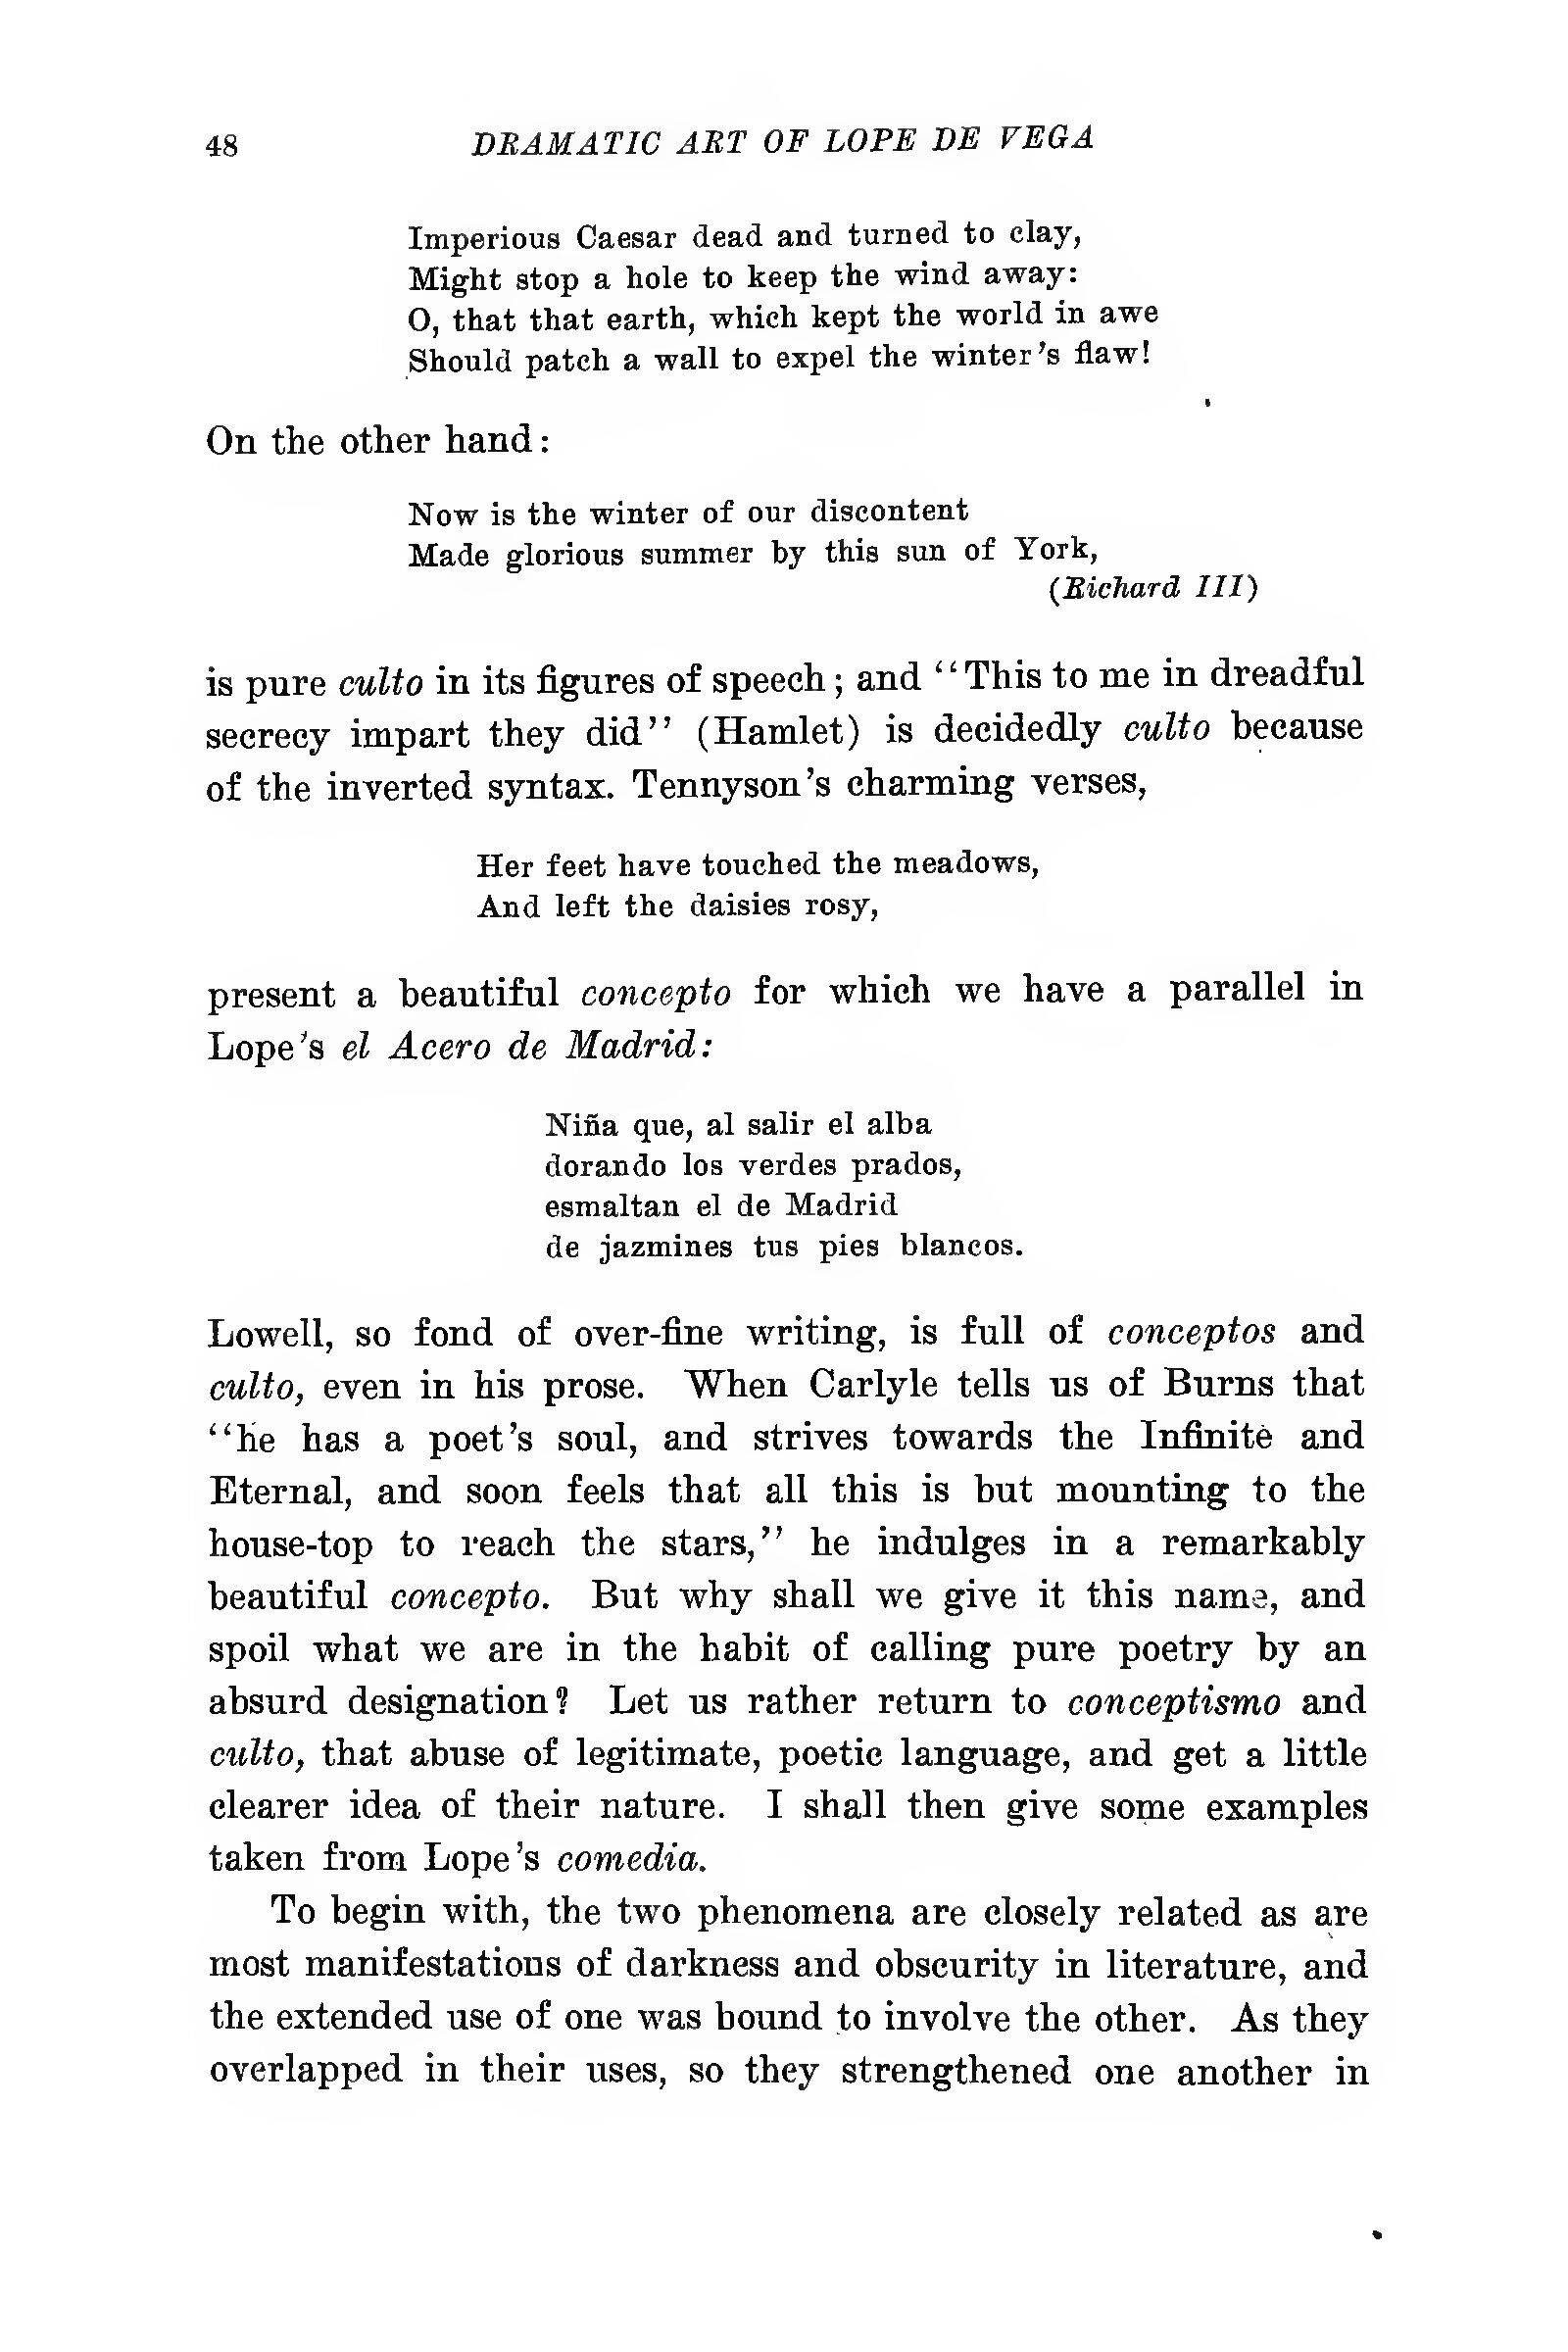 48 DRAMATIC ART OF LOPE DE VEGA
Imperious Caesar dead and turned to clay,
Might stop a hole to keep the wind away:
O, that that earth, which kept the world in awe
Should patch a wall to expel the winter's flaw!
On the other hand:
Now is the winter of our discontent
Made glorious summer by this sun of York,
(Richard III)
is pure culto in its figures of speech; and "This to me in dreadful
secrecy impart they did" (Hamlet) is decidedly culto because
of the inverted syntax. Tennyson's charming verses,
Her feet have touched the meadows,
And left the daisies rosy,
present a beautiful concepto for which we have a parallel in
Lope's el Acero de Madrid:
Niña que, al salir el alba
dorando los verdes prados,
esmaltan el de Madrid
de jazmines tus pies blancos.
Lowell, so fond of over-fine writing, is full of conceptos and
culto, even in his prose. When Carlyle tells us of Burns that
"he has a poet's soul, and strives towards the Infinite and
Eternal, and soon feels that all this is but mounting to the
house-top to reach the stars," he indulges in a remarkably
beautiful concepto. But why shall we give it this name, and
spoil what we are in the habit of calling pure poetry by an
absurd designation? Let us rather return to conceptismo and
culto, that abuse of legitimate, poetic language, and get a little
clearer idea of their nature. I shall then give some examples
taken from Lope's comedia.
To begin with, the two phenomena are closely related as are
most manifestations of darkness and obscurity in literature, and
the extended use of one was bound to involve the other. As they
overlapped in their uses, so they strengthened one another in